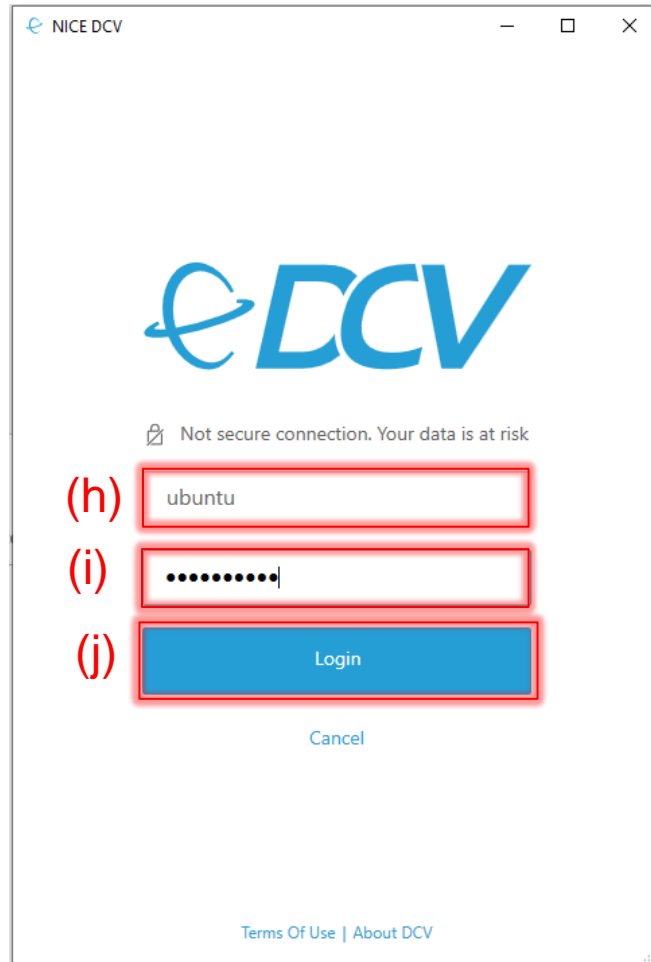 NICE DCV
DCV
Not secure connection. Your data is at risk
(h) ubuntu
(i) ••••••••••
(j) Login
Cancel
Terms Of Use | About DCV